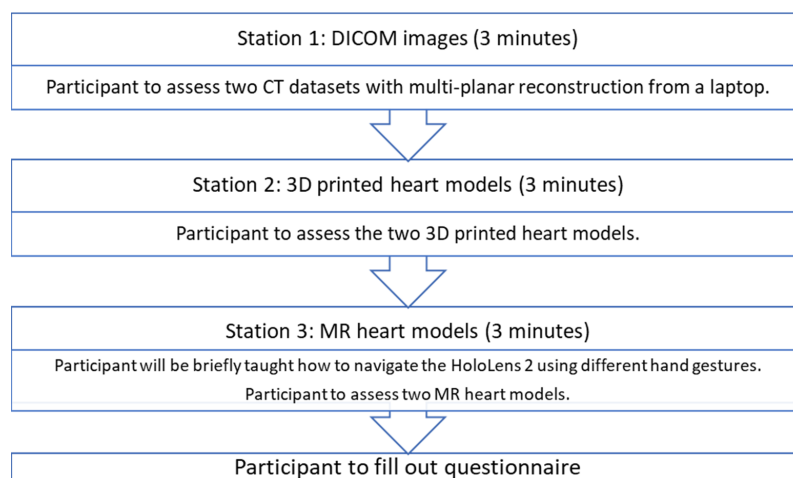 Station 1: DICOM images (3 minutes)
Participant to assess two CT datasets with multi-planar reconstruction from a laptop.
Station 2: 3D printed heart models (3 minutes)
Participant to assess the two 3D printed heart models.
Station 3: MR heart models (3 minutes)
Participant will be briefly taught how to navigate the HoloLens 2 using different hand gestures.
Participant to assess two MR heart models.
Participant to fill out questionnaire